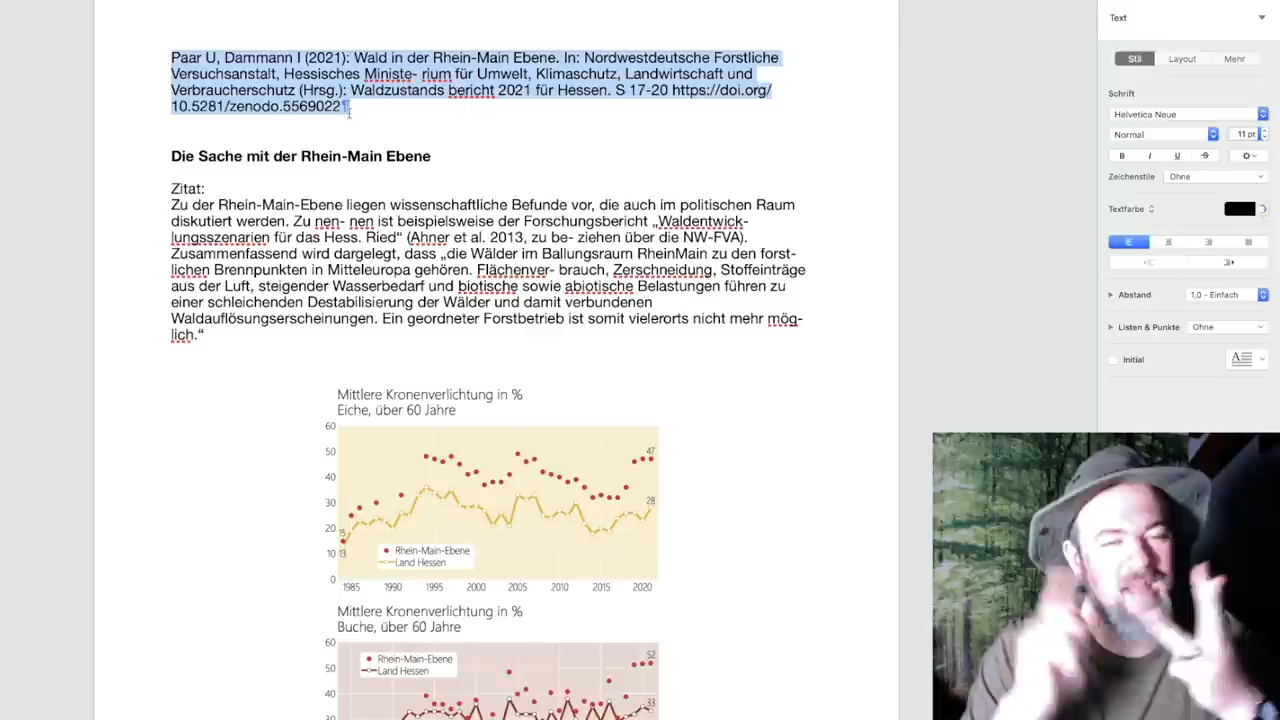 Paar U, Dammann I (2021): Wald in der Rhein-Main Ebene. In: Nordwestdeutsche Forstliche
Versuchsanstalt, Hessisches Ministe- rium für Umwelt, Klimaschutz, Landwirtschaft und
Verbraucherschutz (Hrsg.): Waldzustands bericht 2021 für Hessen. S 17-20 https://doi.org/
10.5281/zenodo.5569022¶
Die Sache mit der Rhein-Main Ebene
Zitat:
Zu der Rhein-Main-Ebene liegen wissenschaftliche Befunde vor, die auch im politischen Raum
diskutiert werden. Zu nen- nen ist beispielsweise der Forschungsbericht „Waldentwick-
lungsszenarien für das Hess. Ried“ (Ahner et al. 2013, zu be- ziehen über die NW-FVA).
Zusammenfassend wird dargelegt, dass „die Wälder im Ballungsraum RheinMain zu den forst-
lichen Brennpunkten in Mitteleuropa gehören. Flächenver- brauch, Zerschneidung, Stoffeinträge
aus der Luft, steigender Wasserbedarf und biotische sowie abiotische Belastungen führen zu
einer schleichenden Destabilisierung der Wälder und damit verbundenen
Waldauflösungserscheinungen. Ein geordneter Forstbetrieb ist somit vielerorts nicht mehr mög-
lich.“
Mittlere Kronenverlichtung in %
Eiche, über 60 Jahre
60
50
40
30
20
10
0
47
28
15
13
Rhein-Main-Ebene
Land Hessen
1985 1990 1995 2000 2005 2010 2015 2020
Mittlere Kronenverlichtung in %
Buche, über 60 Jahre
60
50
40
30
52
33
Rhein-Main-Ebene
Land Hessen
Text
Stil Layout Mehr
Schrift
Helvetica Neue
Normal 11 pt
B I U S
Zeichenstile Ohne
Textfarbe
Abstand 1,0 - Einfach
Listen & Punkte Ohne
Initial A